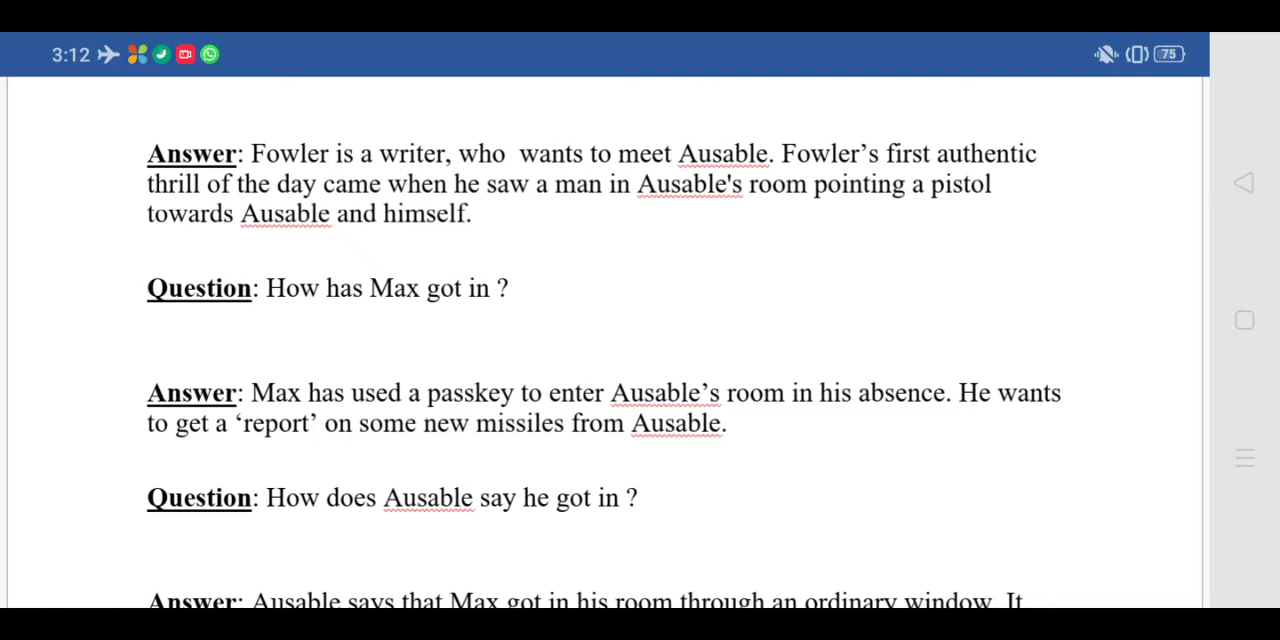 3:12
75
Answer: Fowler is a writer, who  wants to meet Ausable. Fowler’s first authentic
thrill of the day came when he saw a man in Ausable's room pointing a pistol
towards Ausable and himself.
Question: How has Max got in ?
Answer: Max has used a passkey to enter Ausable’s room in his absence. He wants
to get a ‘report’ on some new missiles from Ausable.
Question: How does Ausable say he got in ?
Answer: Ausable says that Max got in his room through an ordinary window. It